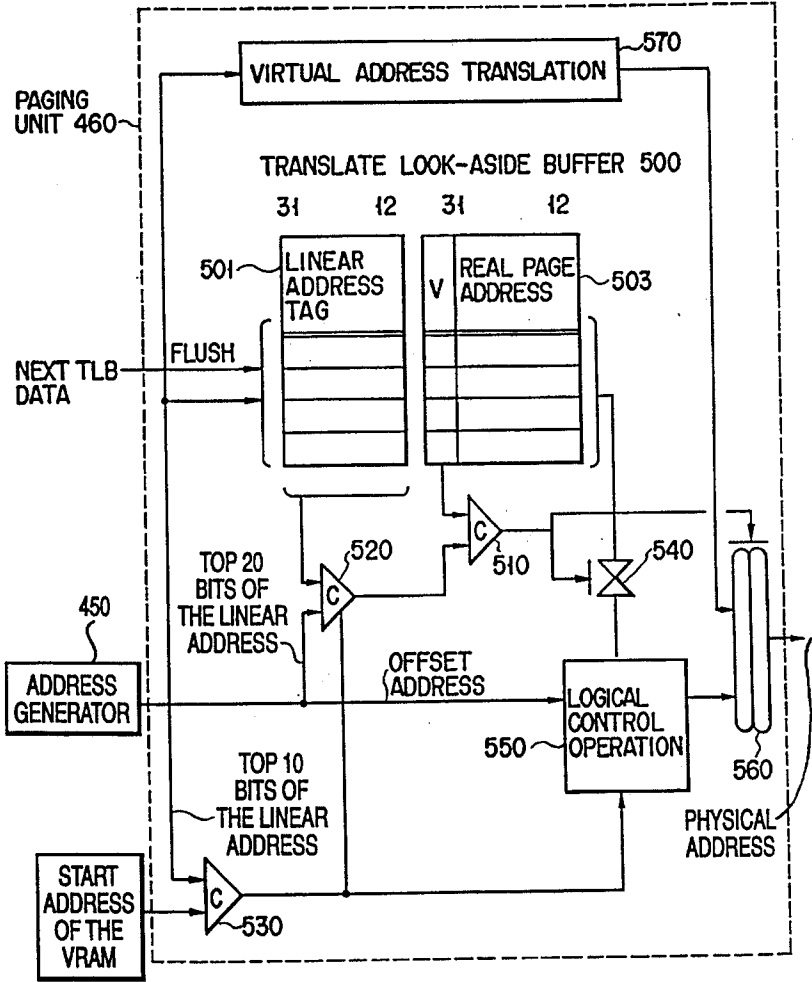 570
VIRTUAL ADDRESS TRANSLATION
PAGING
UNIT 460
TRANSLATE LOOK-ASIDE BUFFER 500
31 12 31 12
501
LINEAR
ADDRESS
TAG
V
REAL PAGE
ADDRESS
503
FLUSH
NEXT TLB
DATA
520
C
C
510
540
TOP 20
BITS OF
THE LINEAR
ADDRESS
450
ADDRESS
GENERATOR
OFFSET
ADDRESS
550
LOGICAL
CONTROL
OPERATION
560
TOP 10
BITS OF
THE LINEAR
ADDRESS
PHYSICAL
ADDRESS
START
ADDRESS
OF THE
VRAM
C
530